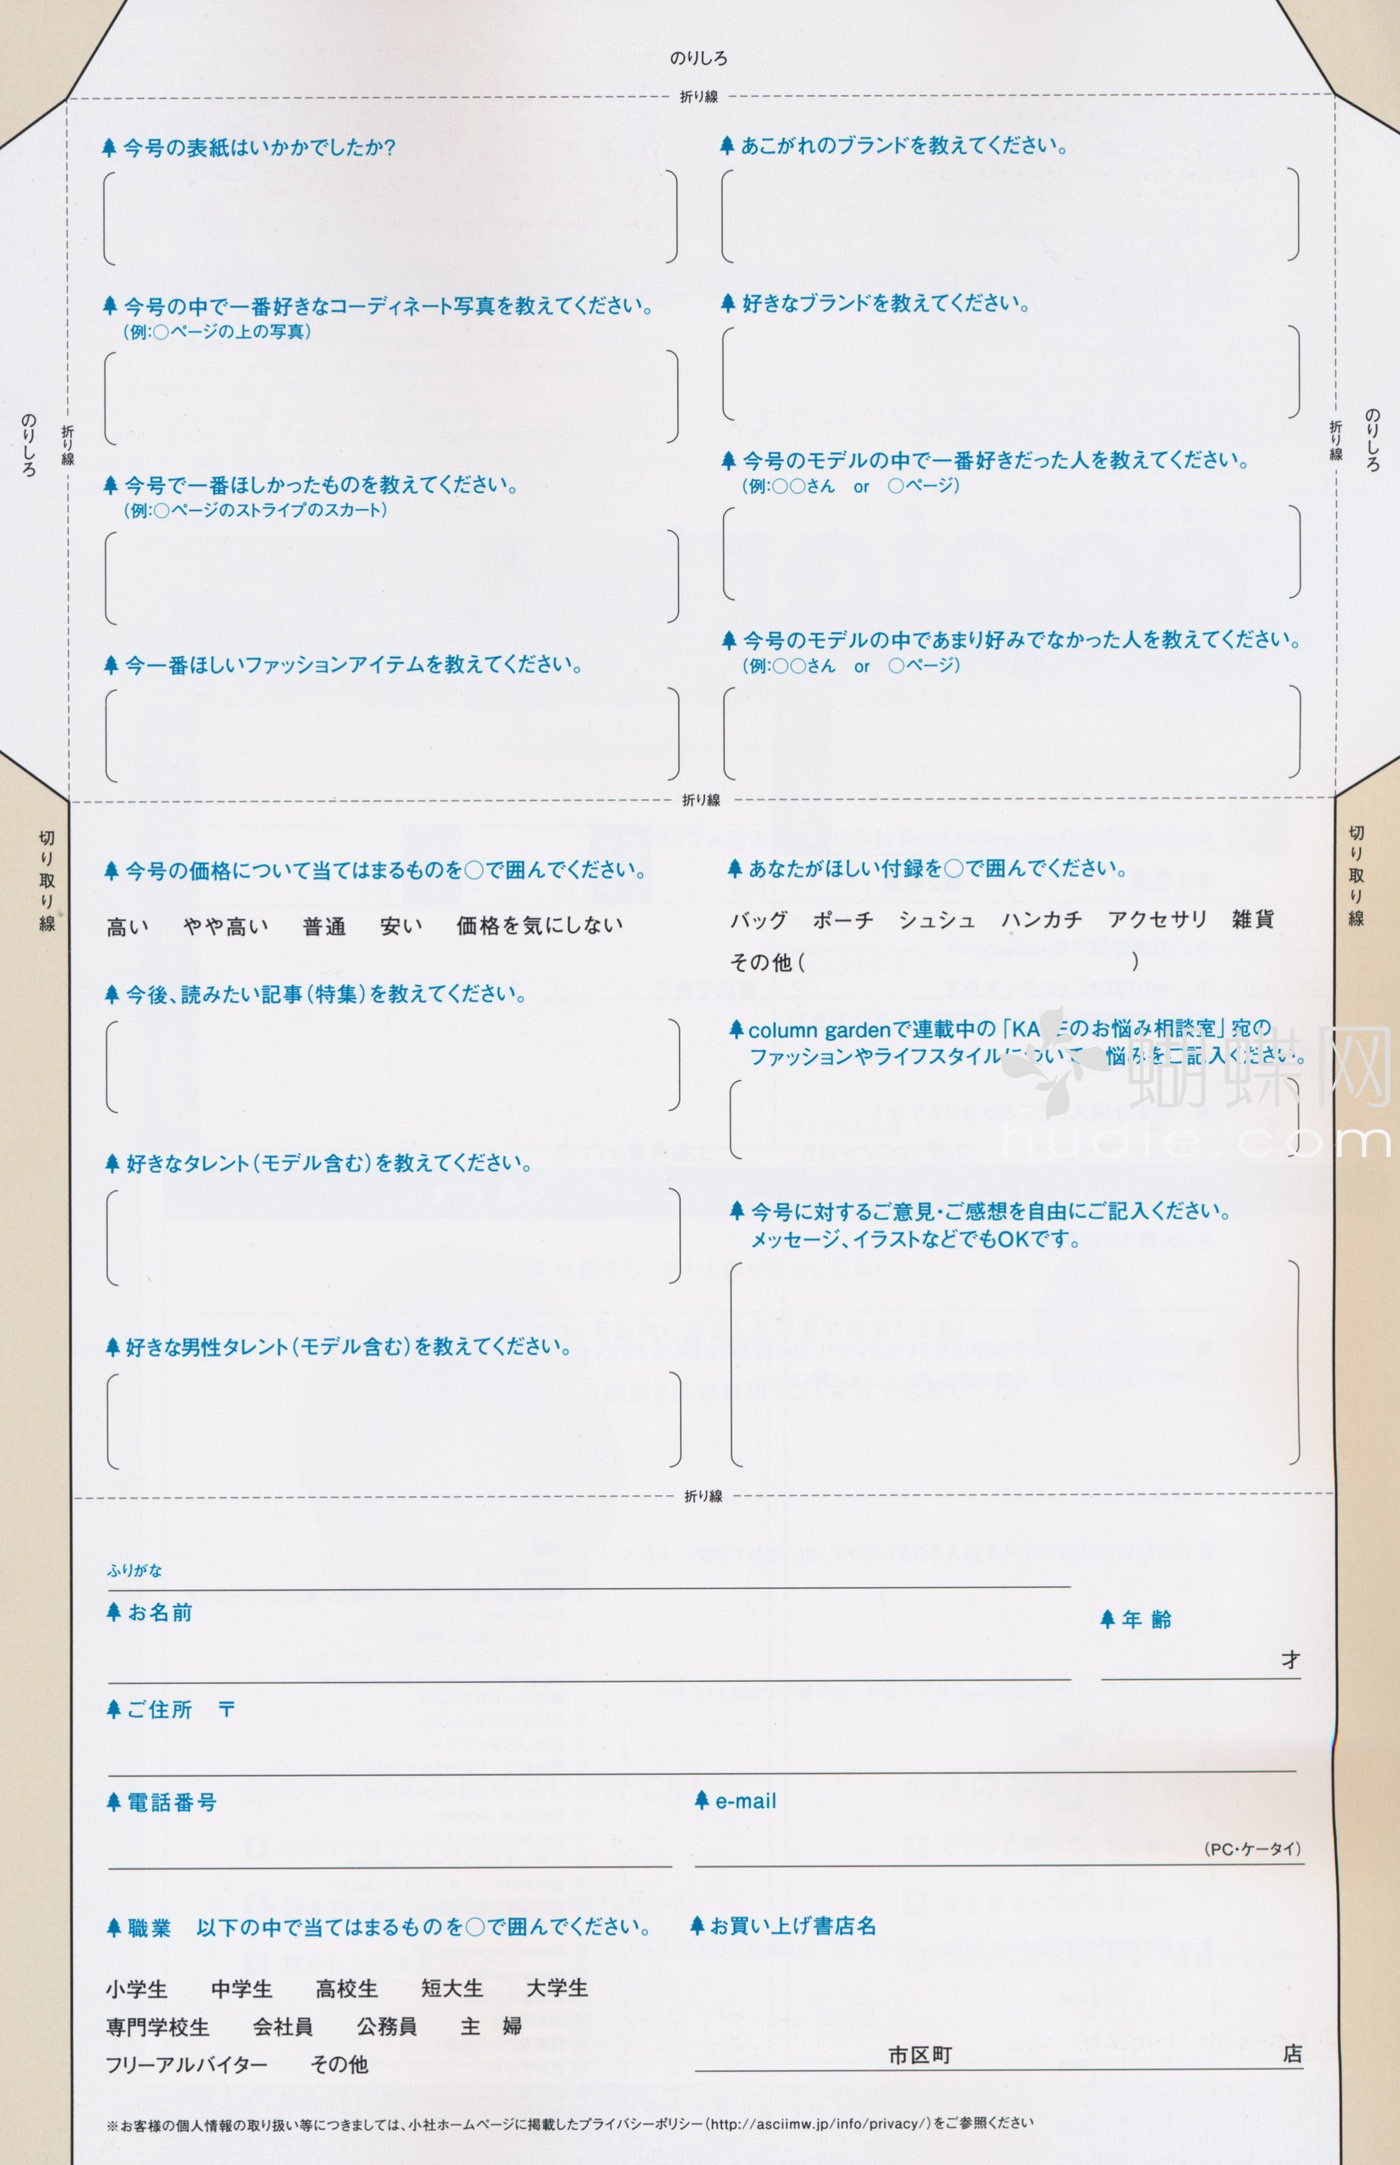 のりしろ
折り線
今号の表紙はいかかでしたか?
今号の中で一番好きなコーディネート写真を教えてください。
(例:○ページの上の写真)
今号で一番ほしかったものを教えてください。
(例:○ページのストライプのスカート)
今一番ほしいファッションアイテムを教えてください。
あこがれのブランドを教えてください。
好きなブランドを教えてください。
今号のモデルの中で一番好きだった人を教えてください。
(例:○○さん or ○ページ)
今号のモデルの中であまり好みでなかった人を教えてください。
(例:○○さん or ○ページ)
のりしろ
折り線
折り線
のりしろ
折り線
切り取り線
切り取り線
今号の価格について当てはまるものを○で囲んでください。
高い やや高い 普通 安い 価格を気にしない
今後、読みたい記事(特集)を教えてください。
好きなタレント(モデル含む)を教えてください。
好きな男性タレント(モデル含む)を教えてください。
あなたがほしい付録を○で囲んでください。
バッグ ポーチ シュシュ ハンカチ アクセサリ 雑貨
その他( )
column gardenで連載中の「KA Eのお悩み相談室」宛の
ファッションやライフスタイルについて 悩みをご記入ください。
蝴蝶网
hudie.com
今号に対するご意見・ご感想を自由にご記入ください。
メッセージ、イラストなどでもOKです。
折り線
ふりがな
お名前
年齢
才
ご住所 〒
電話番号
e-mail
(PC・ケータイ)
職業 以下の中で当てはまるものを○で囲んでください。
小学生 中学生 高校生 短大生 大学生
専門学校生 会社員 公務員 主 婦
フリーアルバイター その他
お買い上げ書店名
市区町 店
※お客様の個人情報の取り扱い等につきましては、小社ホームページに掲載したプライバシーポリシー(http://asciimw.jp/info/privacy/)をご参照ください